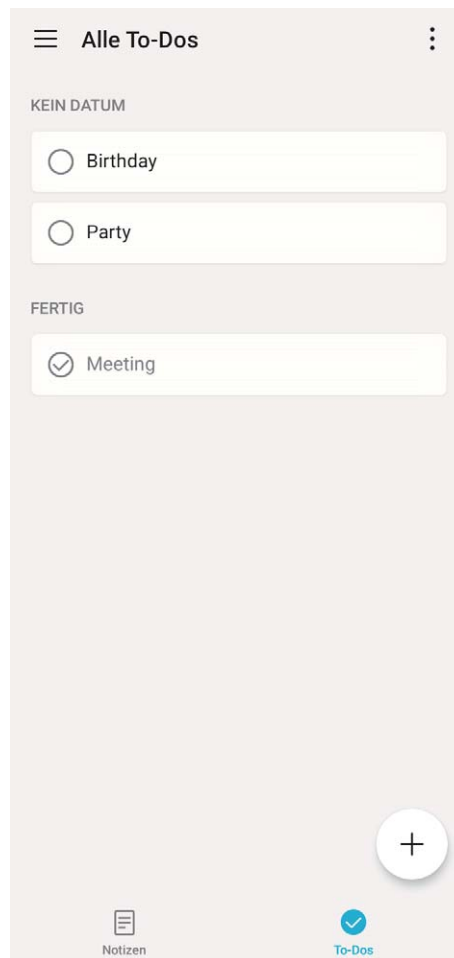 Alle To-Dos
KEIN DATUM
Birthday
Party
FERTIG
Meeting
Notizen
To-Dos